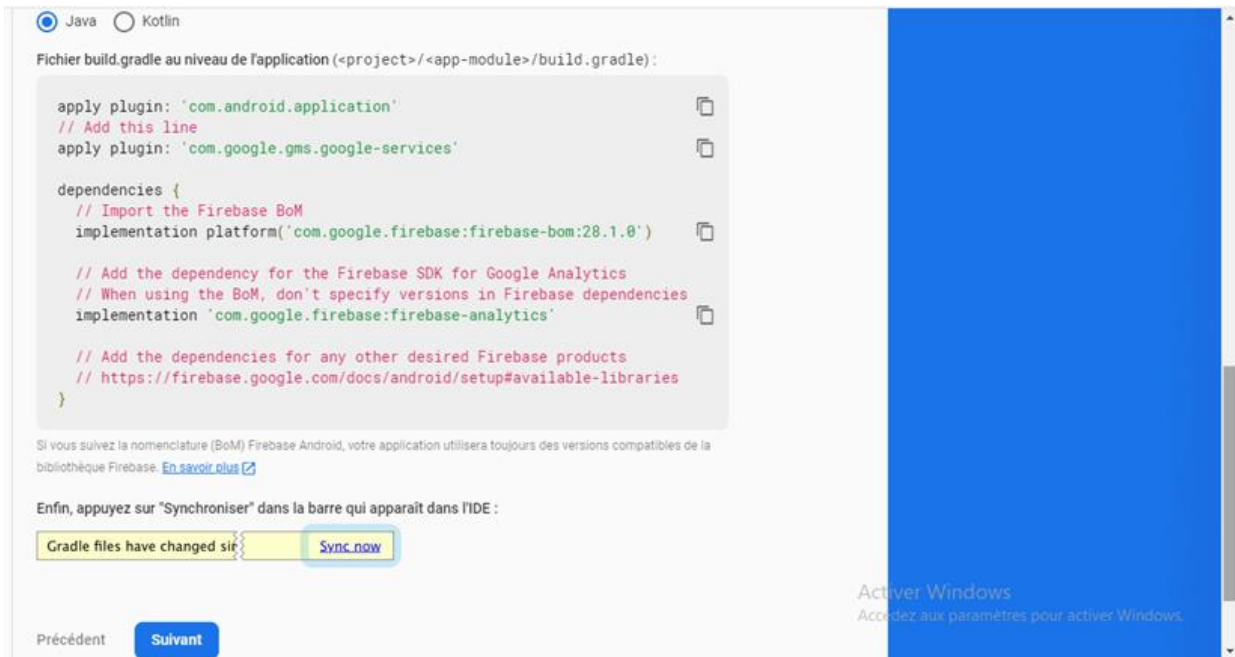 Java Kotlin
Fichier build.gradle au niveau de l'application (<project>/<app-module>/build.gradle) :
apply plugin: 'com.android.application'
// Add this line
apply plugin: 'com.google.gms.google-services'
dependencies {
// Import the Firebase BoM
implementation platform('com.google.firebase:firebase-bom:28.1.0')
// Add the dependency for the Firebase SDK for Google Analytics
// When using the BoM, don't specify versions in Firebase dependencies
implementation 'com.google.firebase:firebase-analytics'
// Add the dependencies for any other desired Firebase products
// https://firebase.google.com/docs/android/setup#available-libraries
}
Si vous suivez la nomenclature (BoM) Firebase Android, votre application utilisera toujours des versions compatibles de la
bibliothèque Firebase. En savoir plus
Enfin, appuyez sur "Synchroniser" dans la barre qui apparaît dans l'IDE :
Gradle files have changed sin Sync now
Activer Windows
Accédez aux paramètres pour activer Windows.
Précédent Suivant